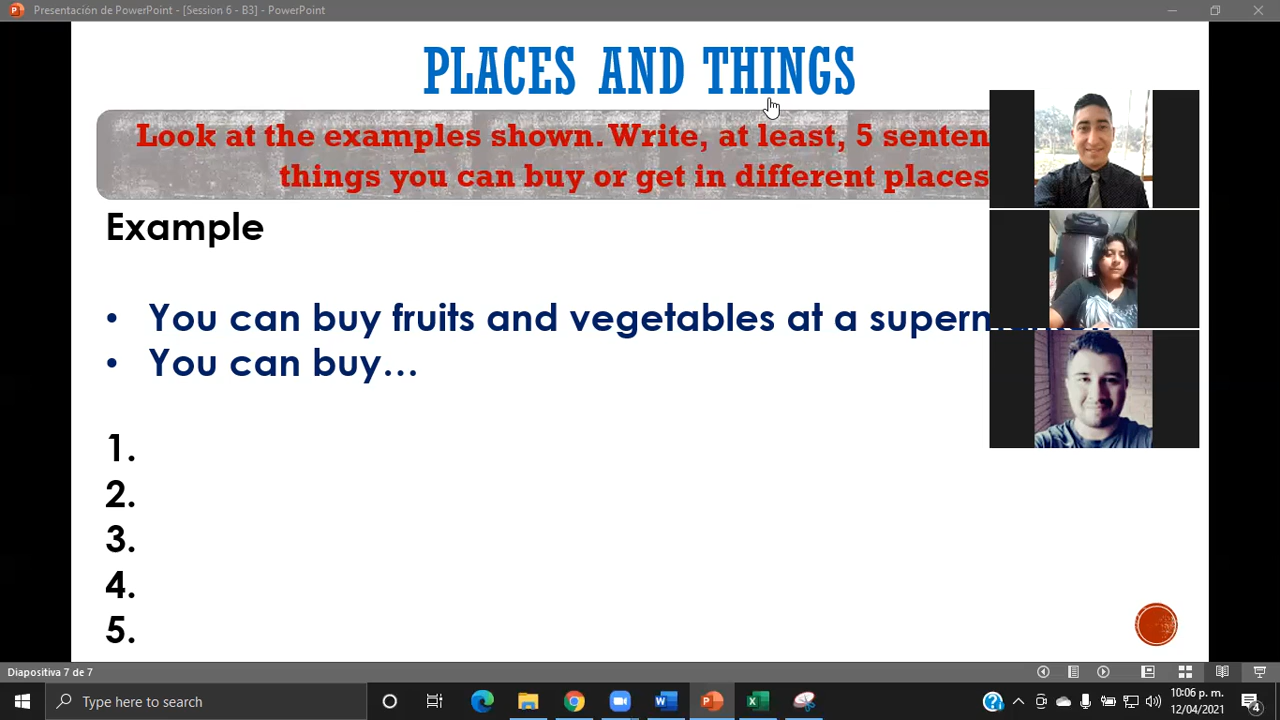 Presentación de PowerPoint - [Session 6 - B3] - PowerPoint
PLACES AND THINGS
Look at the examples shown. Write, at least, 5
things you can buy or get in different places
Example
• You can buy fruits and vegetables at a
• You can buy...
1.
2.
3.
4.
5.
Diapositiva 7 de 7
Type here to search
10:06 p. m.
12/04/2021
4